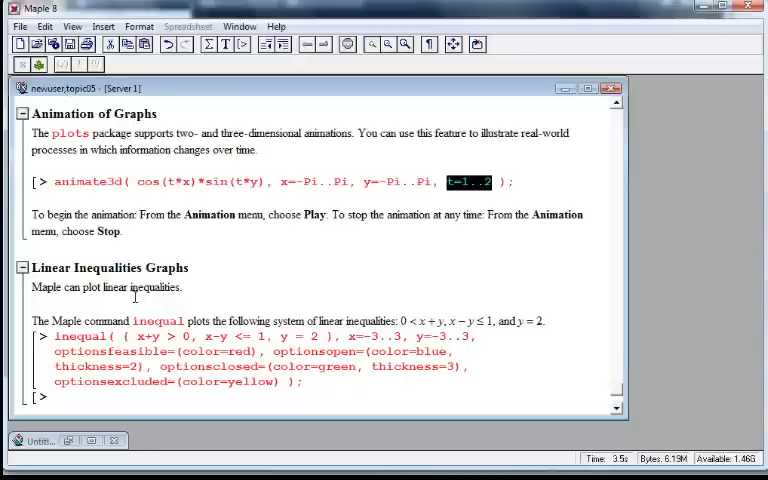 Maple 8
File Edit View Insert Format Spreadsheet Window Help
newuser,topic05 - [Server 1]
Animation of Graphs
The plots package supports two- and three-dimensional animations. You can use this feature to illustrate real-world
processes in which information changes over time.
[> animate3d( cos(t*x)*sin(t*y), x=-Pi..Pi, y=-Pi..Pi, t=1..2 );
To begin the animation: From the Animation menu, choose Play. To stop the animation at any time: From the Animation
menu, choose Stop.
Linear Inequalities Graphs
Maple can plot linear inequalities.
The Maple command inequal plots the following system of linear inequalities: 0 < x + y, x − y ≤ 1, and y = 2.
[> inequal( { x+y > 0, x-y <= 1, y = 2 }, x=-3..3, y=-3..3,
optionsfeasible=(color=red), optionsopen=(color=blue,
thickness=2), optionsclosed=(color=green, thickness=3),
optionsexcluded=(color=yellow) );
[>
Untitl...
Time: 3.5s Bytes: 6.19M Available: 1.46G